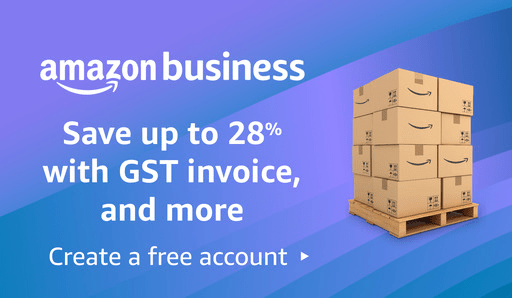 amazon business
Save up to 28%
with GST invoice,
and more
Create a free account